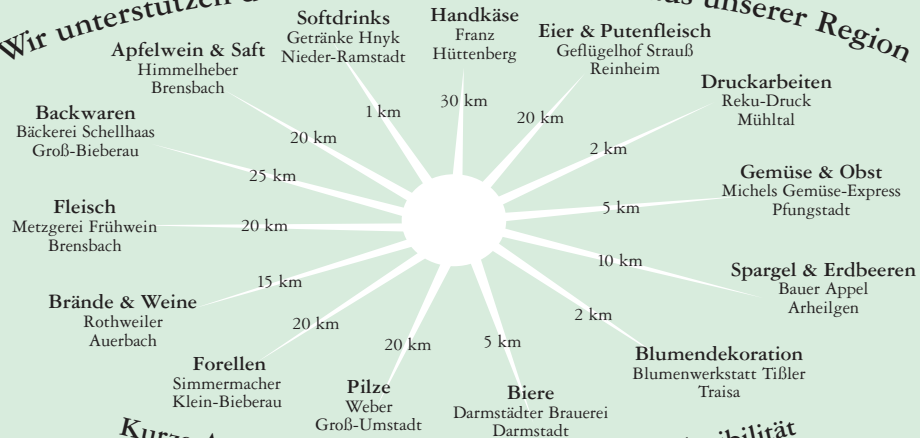 Wir unterstützen
unserer Region
Softdrinks
Getränke Hnyk
Nieder-Ramstadt
1 km
Handkäse
Franz
Hüttenberg
30 km
Eier & Putenfleisch
Geflügelhof Strauß
Reinheim
20 km
Druckarbeiten
Reku-Druck
Mühltal
2 km
Gemüse & Obst
Michels Gemüse-Express
Pfungstadt
5 km
Spargel & Erdbeeren
Bauer Appel
Arheilgen
10 km
Blumendekoration
Blumenwerkstatt Tißler
Traisa
2 km
Biere
Darmstädter Brauerei
Darmstadt
5 km
Pilze
Weber
Groß-Umstadt
20 km
Forellen
Simmermacher
Klein-Bieberau
20 km
Brände & Weine
Rothweiler
Auerbach
15 km
Fleisch
Metzgerei Frühwein
Brensbach
20 km
Backwaren
Bäckerei Schellhaas
Groß-Bieberau
25 km
Apfelwein & Saft
Himmelheber
Brensbach
20 km